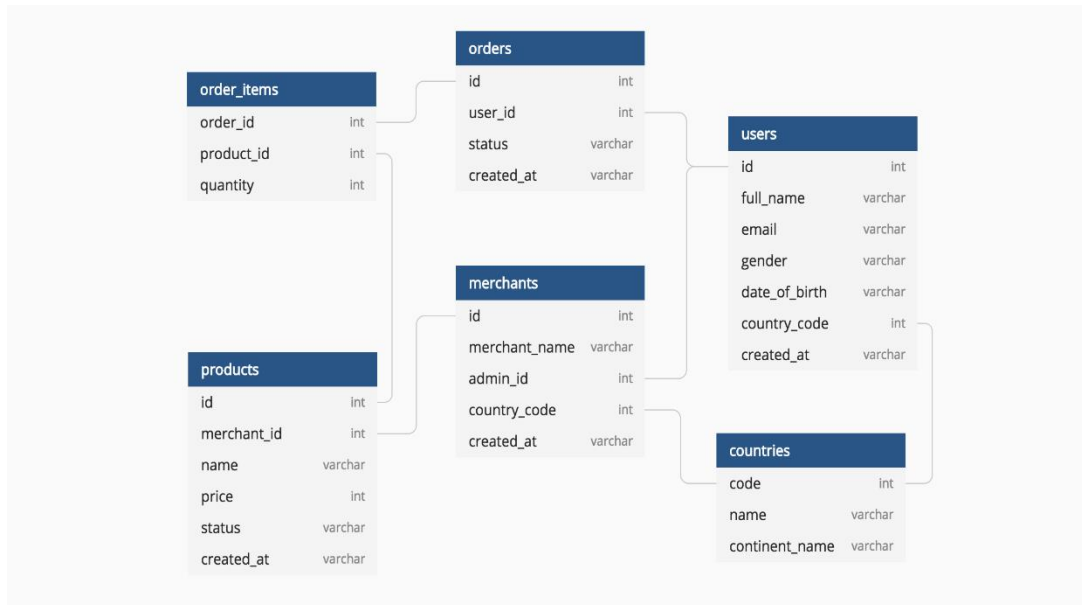 orders
id int
user_id int
status varchar
created_at varchar
order_items
order_id int
product_id int
quantity int
users
id int
full_name varchar
email varchar
gender varchar
date_of_birth varchar
country_code int
created_at varchar
merchants
id int
merchant_name varchar
admin_id int
country_code int
created_at varchar
products
id int
merchant_id int
name varchar
price int
status varchar
created_at varchar
countries
code int
name varchar
continent_name varchar